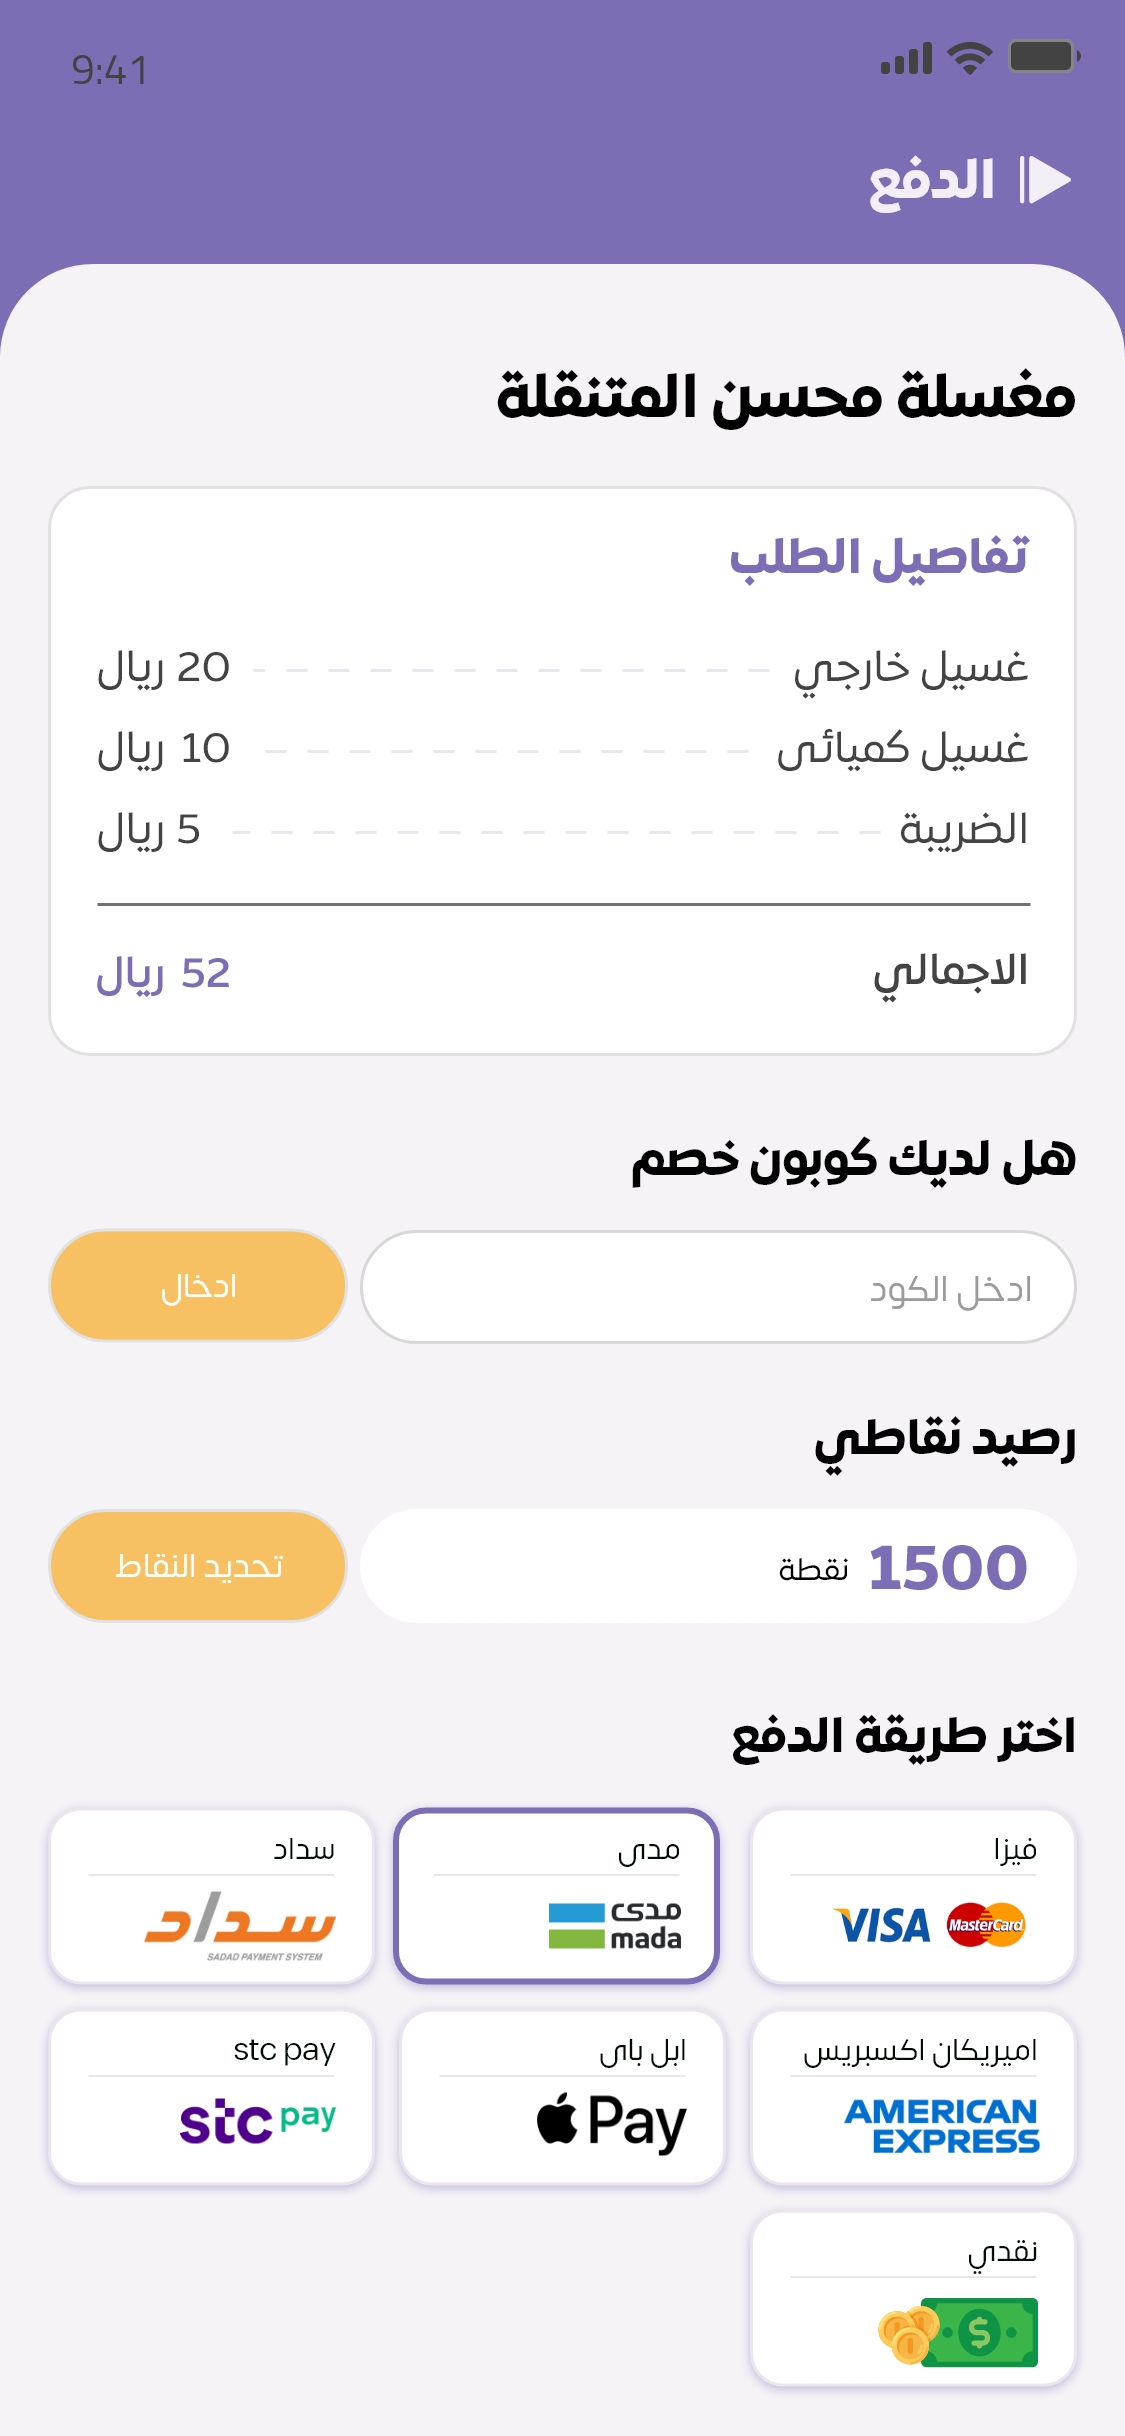 9:41
الدفع
مغسلة محسن المتنقلة
تفاصيل الطلب
غسيل خارجي 20 ريال
غسيل كميائى 10 ريال
الضريبة 5 ريال
الاجمالي 52 ريال
هل لديك كوبون خصم
ادخل الكود
ادخال
رصيد نقاطي
1500 نقطة
تحديد النقاط
اختر طريقة الدفع
فيزا
VISA MasterCard
مدى
مدى
mada
سداد
سداد
SADAD PAYMENT SYSTEM
اميريكان اكسبريس
AMERICAN
EXPRESS
ابل باى
Pay
stc pay
stc pay
نقدي
$